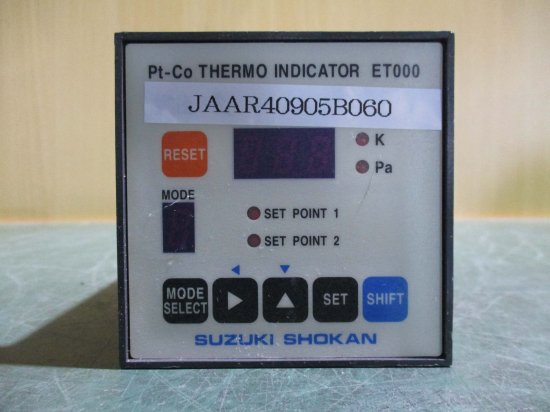 Pt-Co THERMO INDICATOR ET000
JAAR40905B060
RESET
K
Pa
MODE
SET POINT 1
SET POINT 2
MODE SELECT
SET
SHIFT
SUZUKI SHOKAN